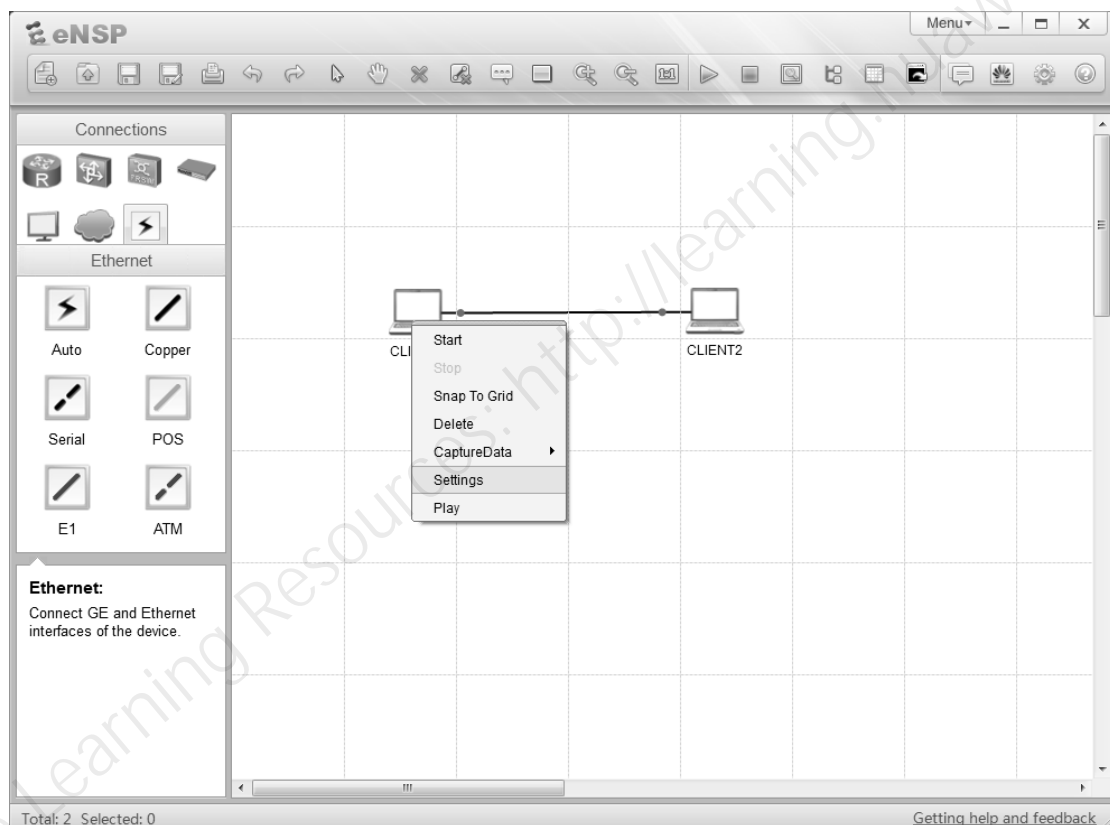 eNSP
Menu
Connections
R
Ethernet
Auto
Copper
Serial
POS
E1
ATM
Ethernet:
Connect GE and Ethernet
interfaces of the device.
CLI
Start
Stop
Snap To Grid
Delete
CaptureData
Settings
Play
CLIENT2
Total: 2 Selected: 0
Getting help and feedback
Learning Resources: http://learning.huaw